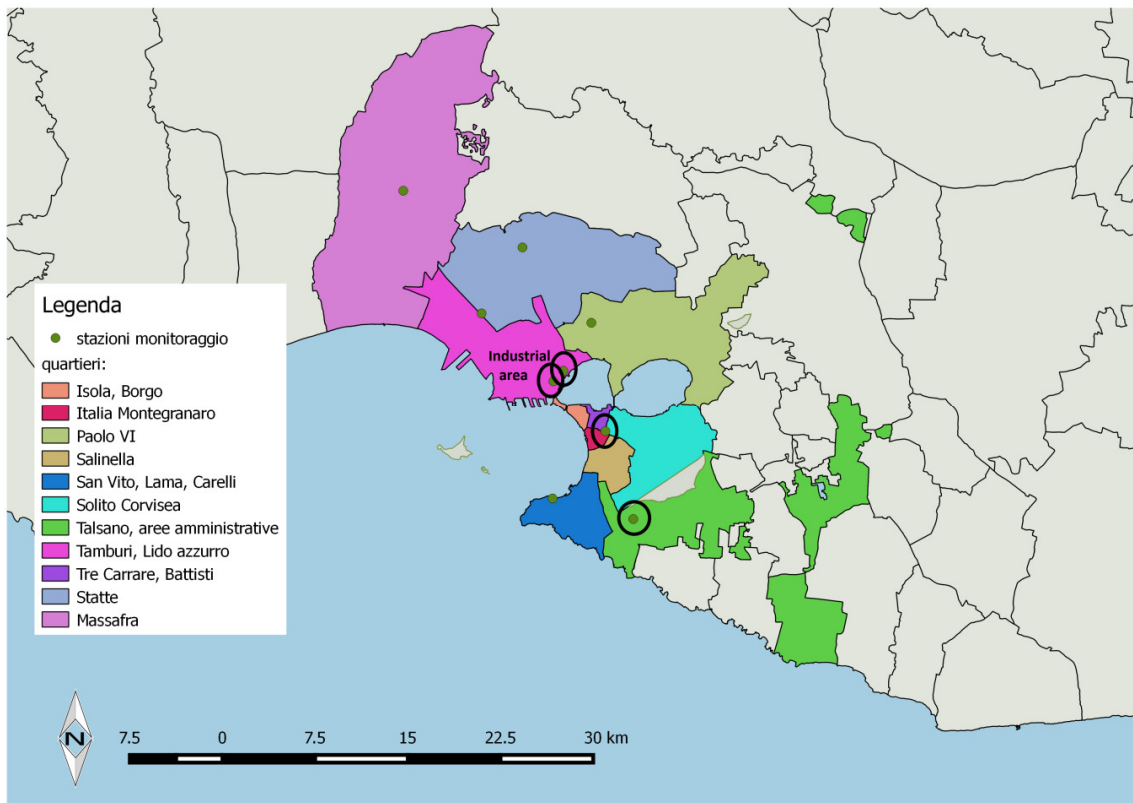 Industrial
area
Legenda
stazioni monitoraggio
quartieri:
Isola, Borgo
Italia Montegranaro
Paolo VI
Salinella
San Vito, Lama, Carelli
Solito Corvisea
Talsano, aree amministrative
Tamburi, Lido azzurro
Tre Carrare, Battisti
Statte
Massafra
N
7.5 0 7.5 15 22.5 30 km